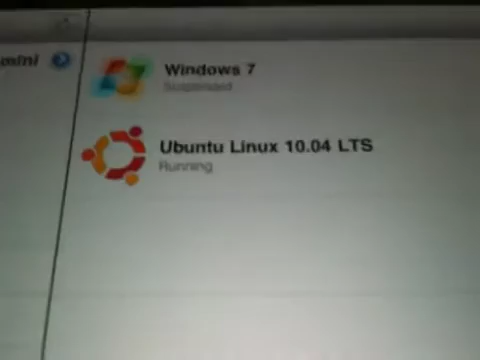 mini
Windows 7
Suspended
Ubuntu Linux 10.04 LTS
Running